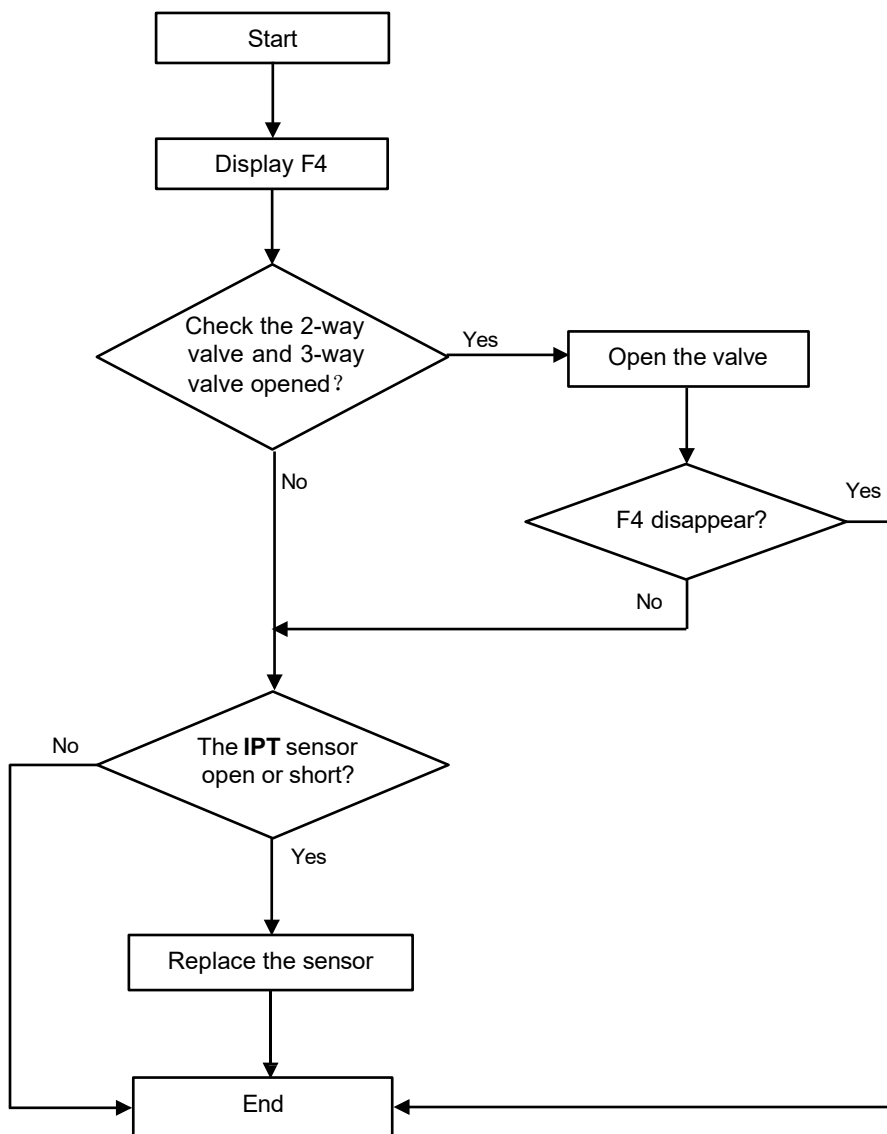 Start
Display F4
Check the 2-way
valve and 3-way
valve opened？
Yes
Open the valve
No
F4 disappear?
Yes
No
The IPT sensor
open or short?
No
Yes
Replace the sensor
End